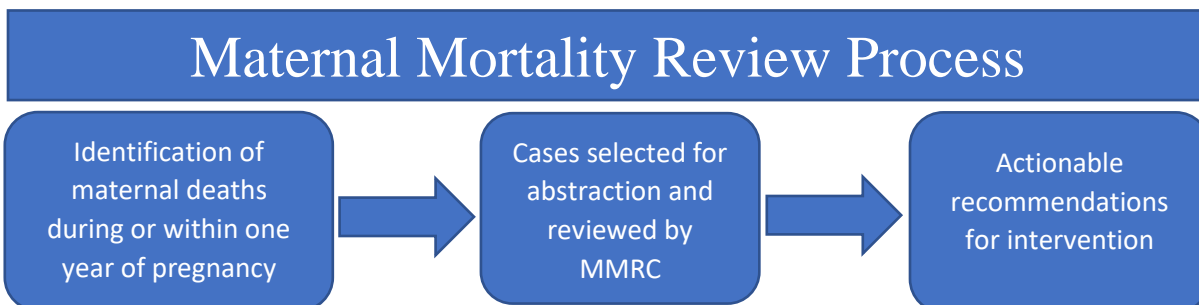 Maternal Mortality Review Process
Identification of
maternal deaths
during or within one
year of pregnancy
Cases selected for
abstraction and
reviewed by
MMRC
Actionable
recommendations
for intervention